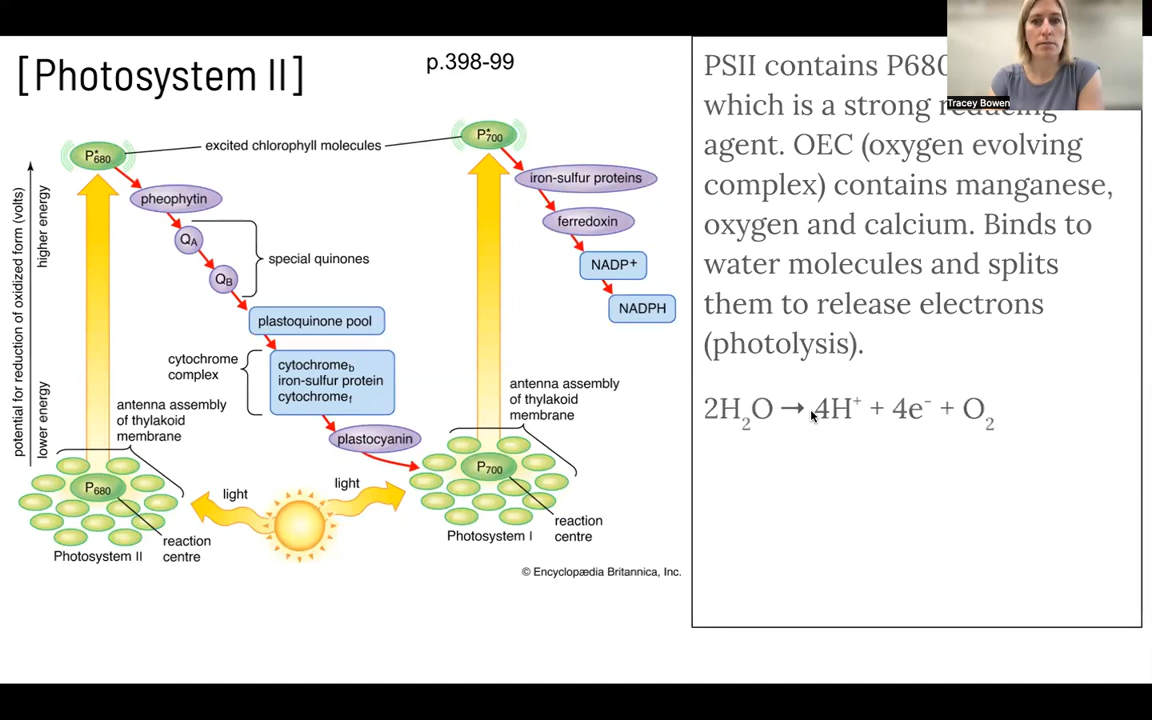 [Photosystem II]
p.398-99
P*680
excited chlorophyll molecules
P*700
pheophytin
QA
QB
special quinones
plastoquinone pool
cytochrome complex
cytochromeb
iron-sulfur protein
cytochromef
plastocyanin
iron-sulfur proteins
ferredoxin
NADP+
NADPH
potential for reduction of oxidized form (volts)
higher energy
lower energy
antenna assembly
of thylakoid
membrane
P680
light
light
antenna assembly
of thylakoid
membrane
P700
reaction
centre
Photosystem II
reaction
centre
Photosystem I
© Encyclopædia Britannica, Inc.
PSII contains P680
which is a strong reducing
agent. OEC (oxygen evolving
complex) contains manganese,
oxygen and calcium. Binds to
water molecules and splits
them to release electrons
(photolysis).
2H₂O → 4H⁺ + 4e⁻ + O₂
Tracey Bowen